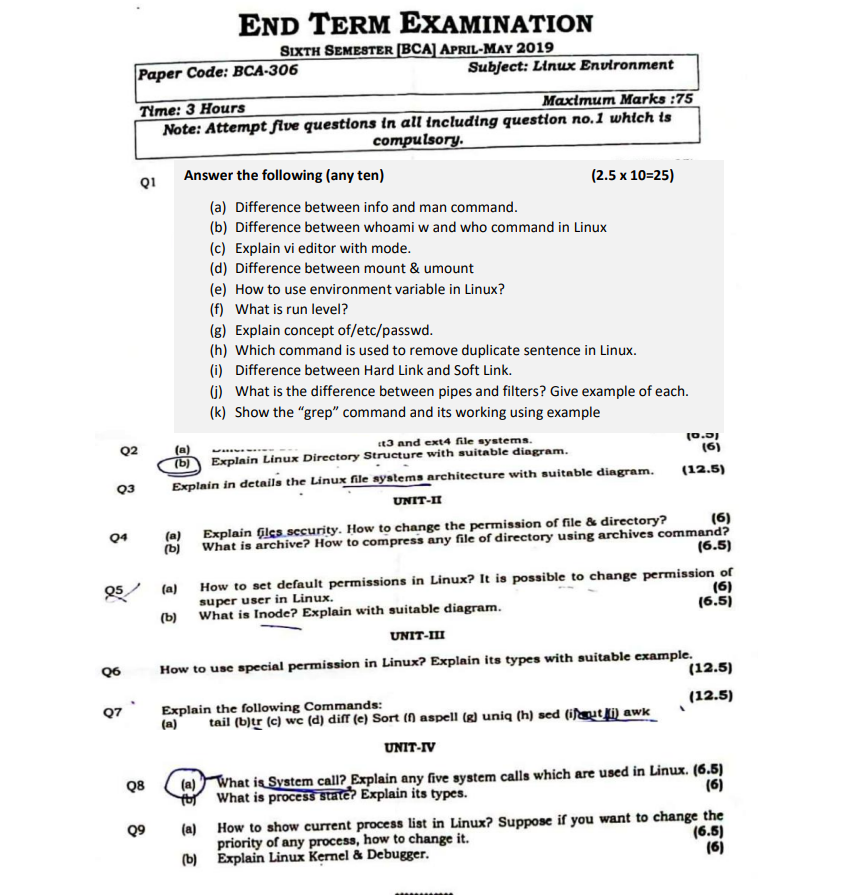 END TERM EXAMINATION
SIXTH SEMESTER [BCA] APRIL-MAY 2019
Paper Code: BCA-306 Subject: Linux Environment
Time: 3 Hours Maximum Marks :75
Note: Attempt five questions in all including question no.1 which is
compulsory.
Q1 Answer the following (any ten) (2.5 x 10=25)
(a) Difference between info and man command.
(b) Difference between whoami w and who command in Linux
(c) Explain vi editor with mode.
(d) Difference between mount & umount
(e) How to use environment variable in Linux?
(f) What is run level?
(g) Explain concept of/etc/passwd.
(h) Which command is used to remove duplicate sentence in Linux.
(i) Difference between Hard Link and Soft Link.
(j) What is the difference between pipes and filters? Give example of each.
(k) Show the “grep” command and its working using example
Q2 (a) and ext4 file systems. (6.5)
(b) Explain Linux Directory Structure with suitable diagram. (6)
Q3 Explain in details the Linux file systems architecture with suitable diagram. (12.5)
UNIT-II
Q4 (a) Explain files security. How to change the permission of file & directory? (6)
(b) What is archive? How to compress any file of directory using archives command?
(6.5)
Q5 (a) How to set default permissions in Linux? It is possible to change permission of
super user in Linux. (6)
(b) What is Inode? Explain with suitable diagram. (6.5)
UNIT-III
Q6 How to use special permission in Linux? Explain its types with suitable example.
(12.5)
Q7 Explain the following Commands: (12.5)
(a) tail (b)tr (c) wc (d) diff (e) Sort (f) aspell (g) uniq (h) sed (i)cut (j) awk
UNIT-IV
Q8 (a) What is System call? Explain any five system calls which are used in Linux. (6.5)
(b) What is process state? Explain its types. (6)
Q9 (a) How to show current process list in Linux? Suppose if you want to change the
priority of any process, how to change it. (6.5)
(b) Explain Linux Kernel & Debugger. (6)